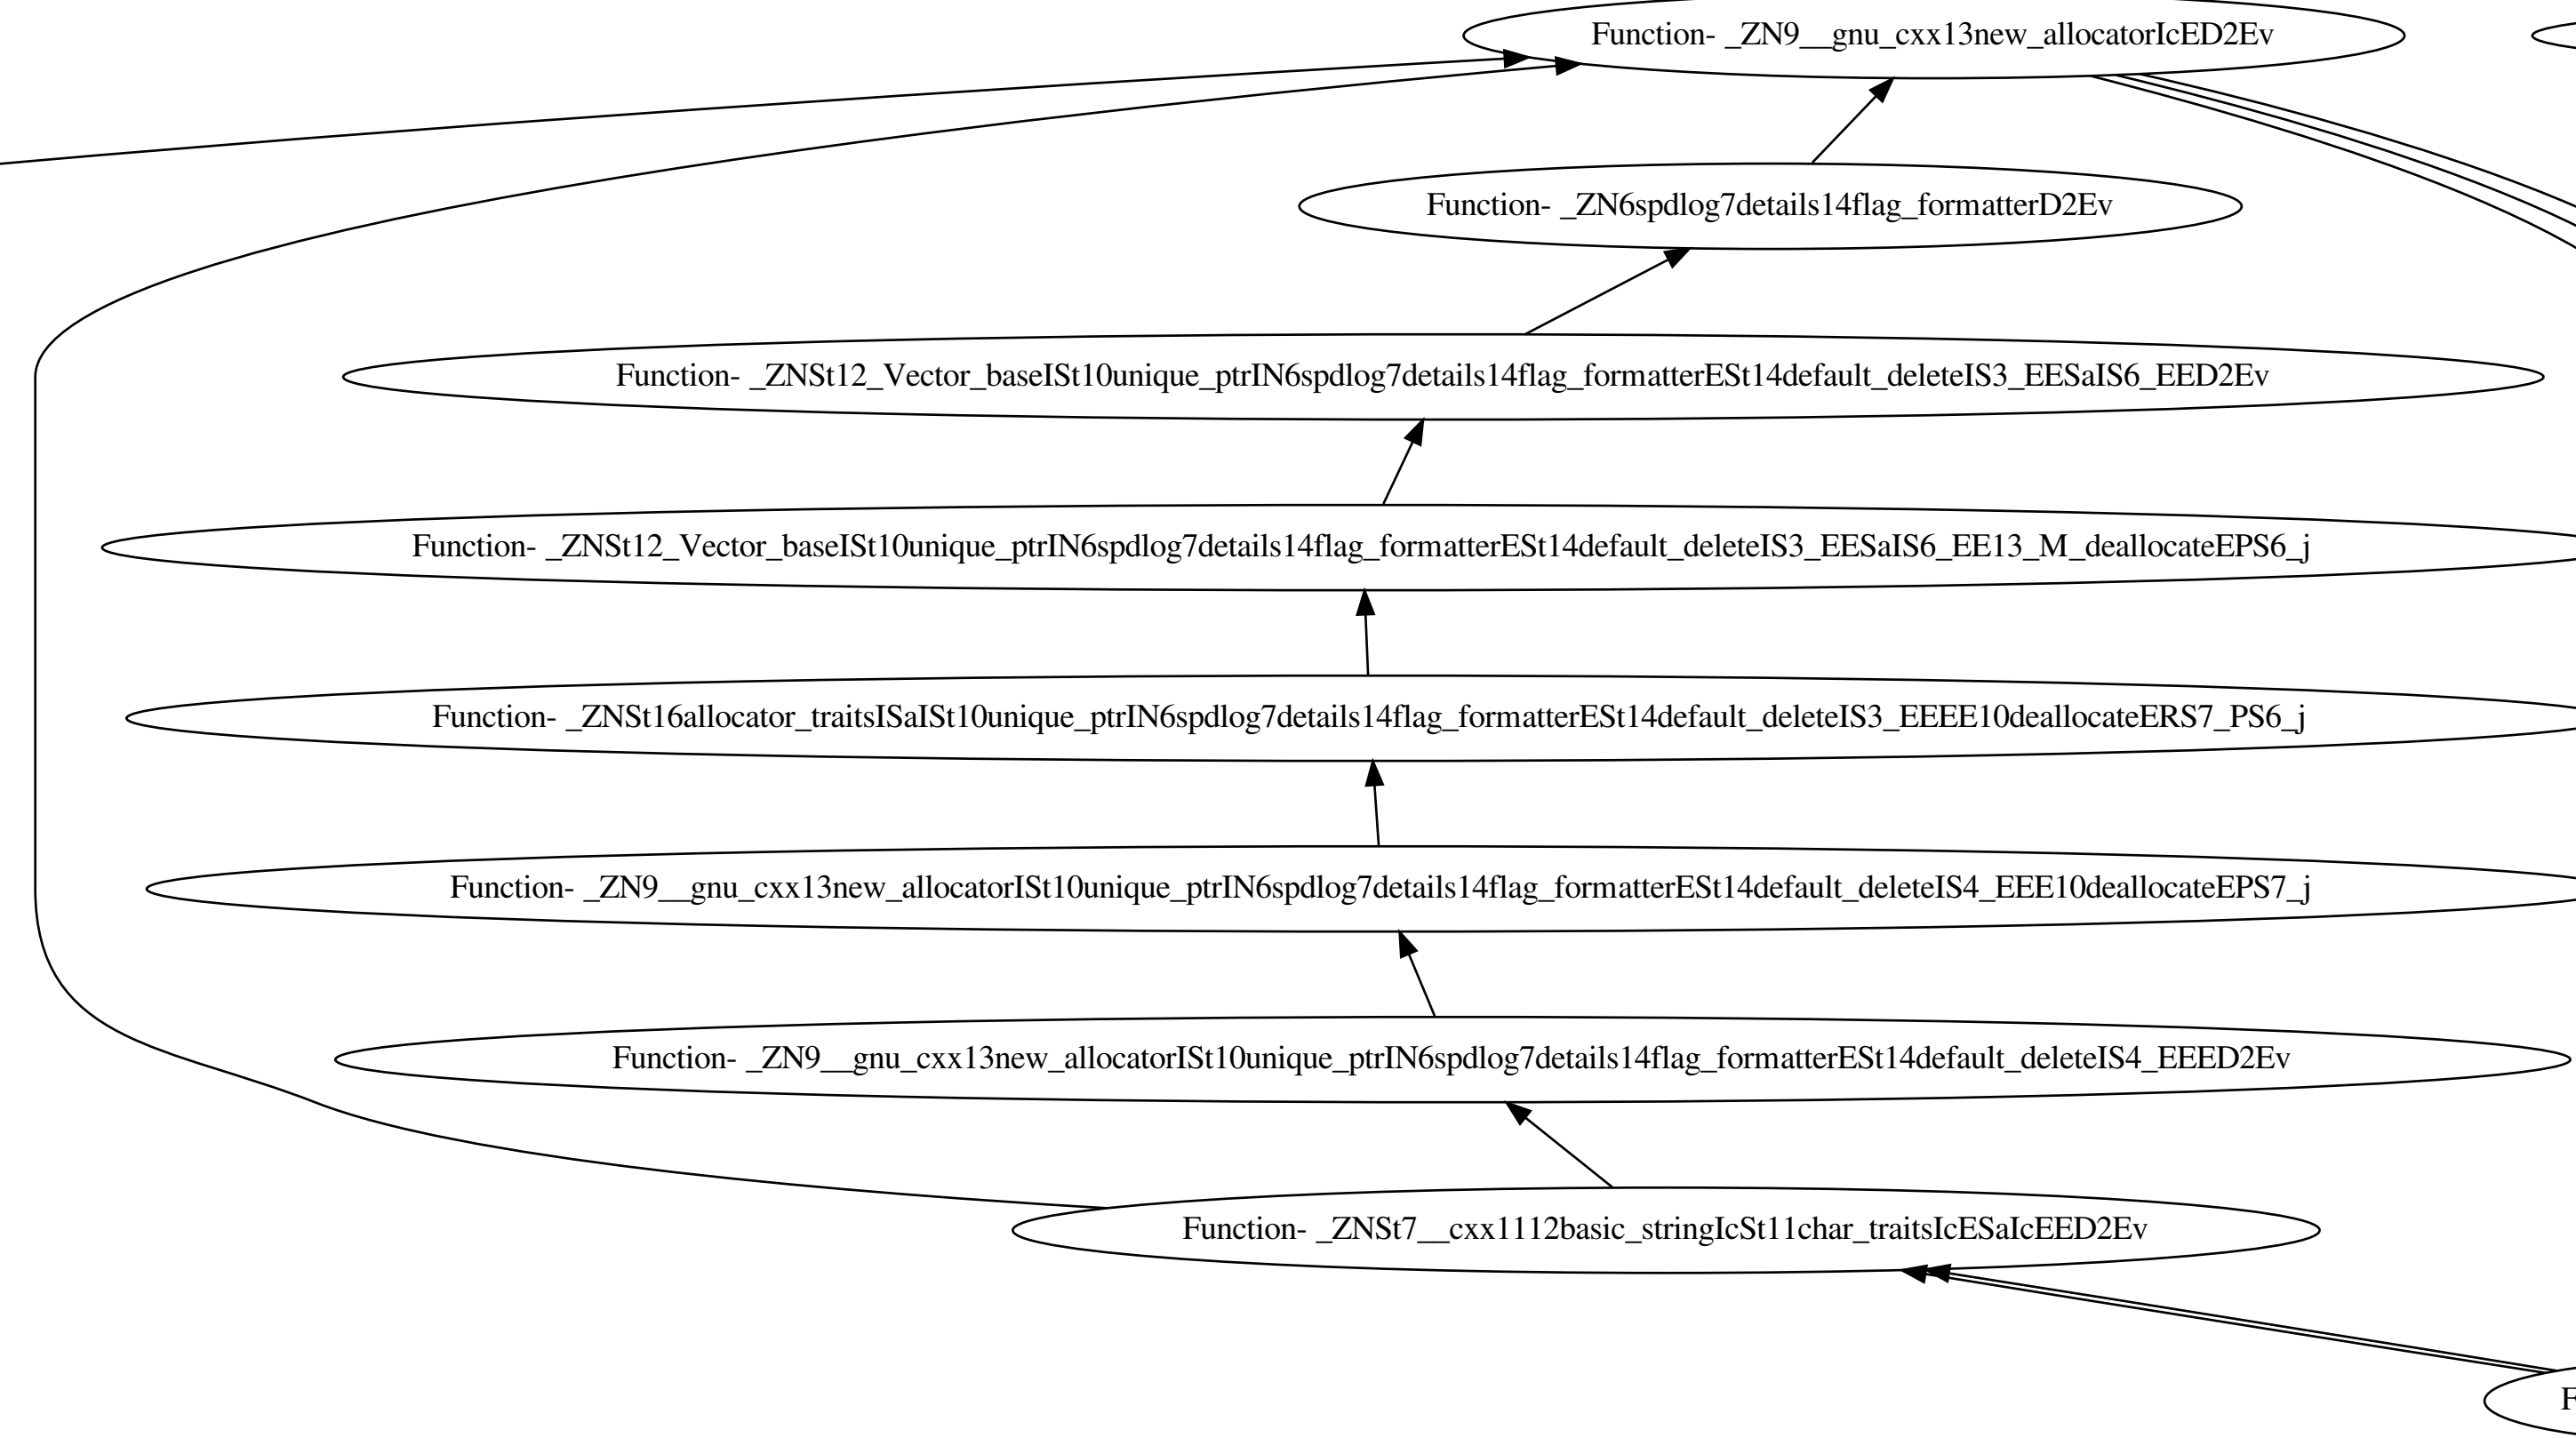 Function- _ZN9__gnu_cxx13new_allocatorIcED2Ev
Function- _ZN6spdlog7details14flag_formatterD2Ev
Function- _ZNSt12_Vector_baseISt10unique_ptrIN6spdlog7details14flag_formatterESt14default_deleteIS3_EESaIS6_EED2Ev
Function- _ZNSt12_Vector_baseISt10unique_ptrIN6spdlog7details14flag_formatterESt14default_deleteIS3_EESaIS6_EE13_M_deallocateEPS6_j
Function- _ZNSt16allocator_traitsISaISt10unique_ptrIN6spdlog7details14flag_formatterESt14default_deleteIS3_EEEE10deallocateERS7_PS6_j
Function- _ZN9__gnu_cxx13new_allocatorISt10unique_ptrIN6spdlog7details14flag_formatterESt14default_deleteIS4_EEE10deallocateEPS7_j
Function- _ZN9__gnu_cxx13new_allocatorISt10unique_ptrIN6spdlog7details14flag_formatterESt14default_deleteIS4_EEED2Ev
Function- _ZNSt7__cxx1112basic_stringIcSt11char_traitsIcESaIcEED2Ev